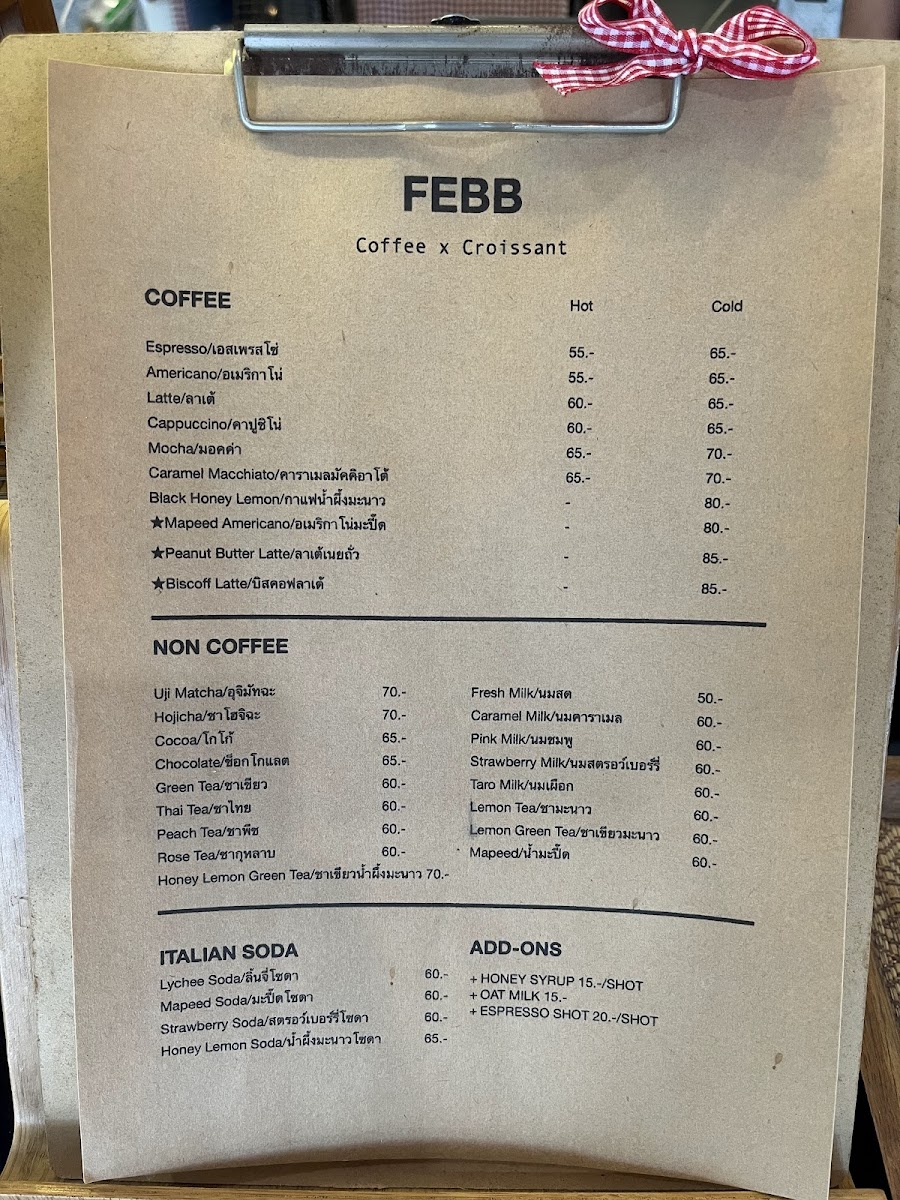 FEBB
Coffee x Croissant
COFFEE Hot Cold
Espresso/เอสเพรสโซ่ 55.- 65.-
Americano/อเมริกาโน่ 55.- 65.-
Latte/ลาเต้ 60.- 65.-
Cappuccino/คาปูชิโน่ 60.- 65.-
Mocha/มอคค่า 65.- 70.-
Caramel Macchiato/คาราเมลมัคคิอาโต้ 65.- 70.-
Black Honey Lemon/กาแฟน้ำผึ้งมะนาว - 80.-
★Mapeed Americano/อเมริกาโน่มะปี๊ด - 80.-
★Peanut Butter Latte/ลาเต้เนยถั่ว - 85.-
★Biscoff Latte/บิสคอฟลาเต้ - 85.-
NON COFFEE
Uji Matcha/อุจิมัทฉะ 70.-
Hojicha/ชาโฮจิฉะ 70.-
Cocoa/โกโก้ 65.-
Chocolate/ช็อกโกแลต 65.-
Green Tea/ชาเขียว 60.-
Thai Tea/ชาไทย 60.-
Peach Tea/ชาพีช 60.-
Rose Tea/ชากุหลาบ 60.-
Honey Lemon Green Tea/ชาเขียวน้ำผึ้งมะนาว 70.-
Fresh Milk/นมสด 50.-
Caramel Milk/นมคาราเมล 60.-
Pink Milk/นมชมพู 60.-
Strawberry Milk/นมสตรอว์เบอร์รี่ 60.-
Taro Milk/นมเผือก 60.-
Lemon Tea/ชามะนาว 60.-
Lemon Green Tea/ชาเขียวมะนาว 60.-
Mapeed/น้ำมะปี๊ด 60.-
ITALIAN SODA
Lychee Soda/ลิ้นจี่โซดา 60.-
Mapeed Soda/มะปี๊ดโซดา 60.-
Strawberry Soda/สตรอว์เบอร์รี่โซดา 60.-
Honey Lemon Soda/น้ำผึ้งมะนาวโซดา 65.-
ADD-ONS
+ HONEY SYRUP 15.-/SHOT
+ OAT MILK 15.-
+ ESPRESSO SHOT 20.-/SHOT